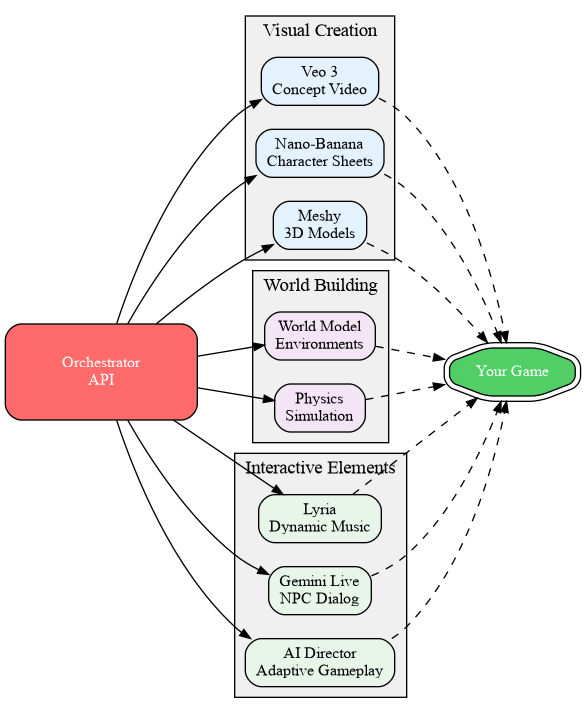 Visual Creation
Veo 3
Concept Video
Nano-Banana
Character Sheets
Meshy
3D Models
World Building
World Model
Environments
Physics
Simulation
Orchestrator
API
Your Game
Interactive Elements
Lyria
Dynamic Music
Gemini Live
NPC Dialog
AI Director
Adaptive Gameplay